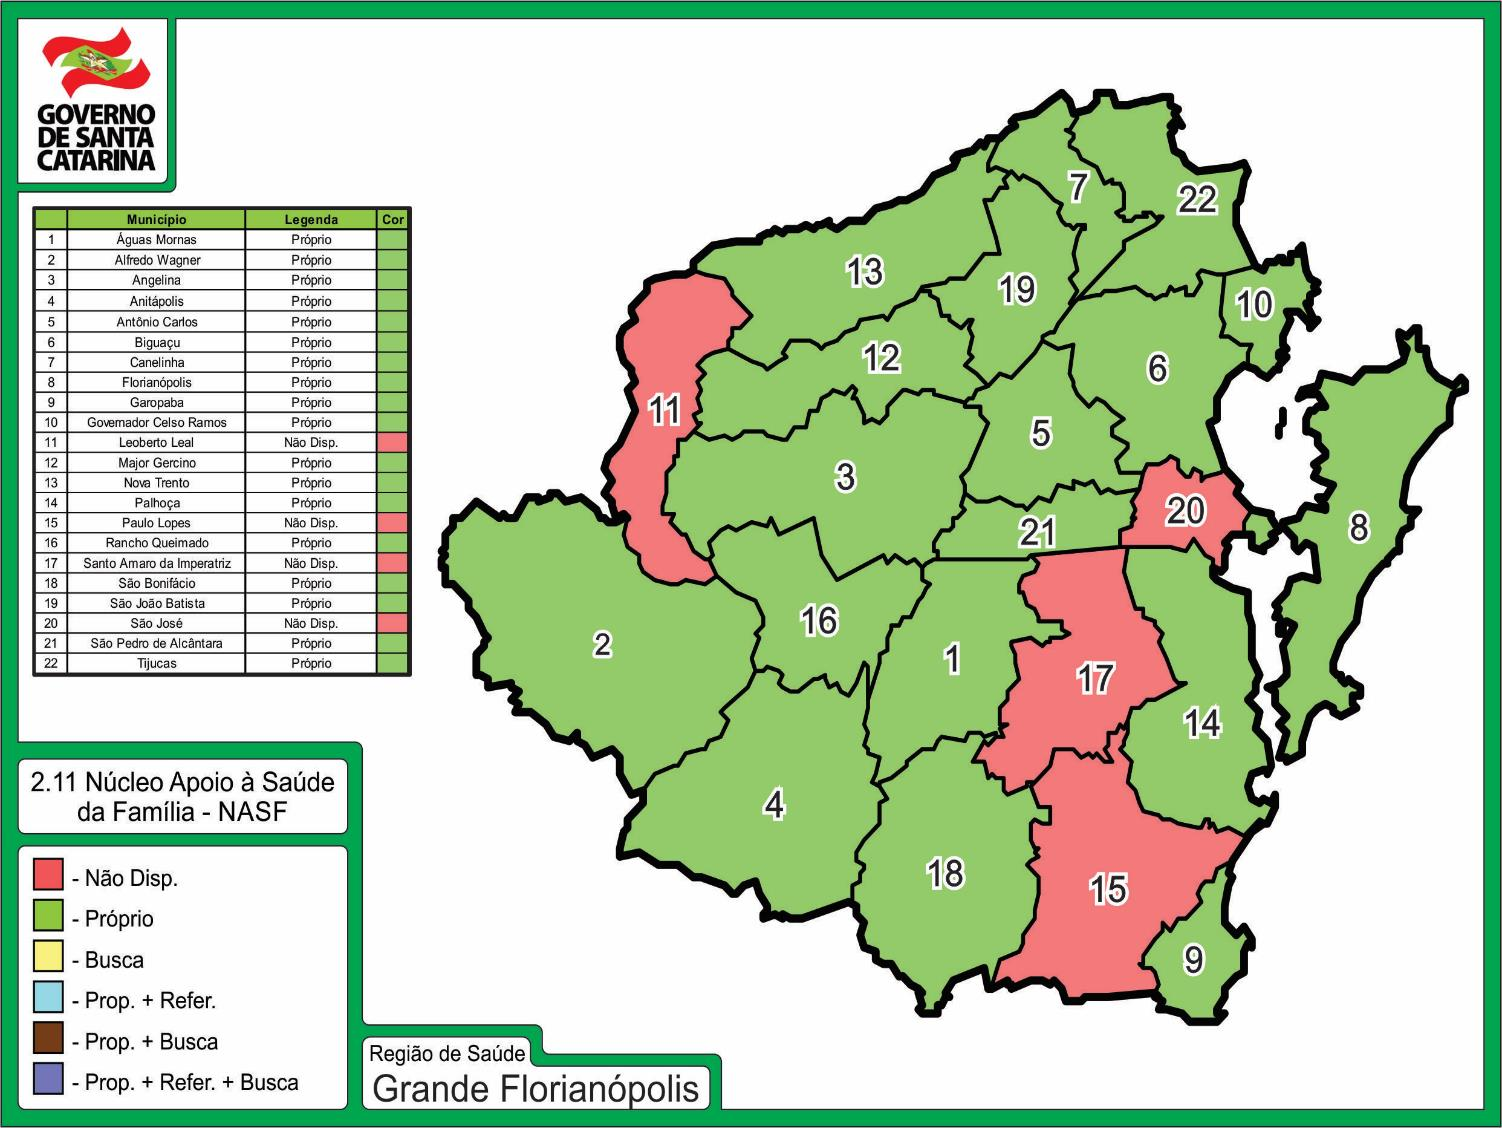 GOVERNO
DE SANTA
CATARINA
Município Legenda Cor
1 Águas Mornas Próprio
2 Alfredo Wagner Próprio
3 Angelina Próprio
4 Anitápolis Próprio
5 Antônio Carlos Próprio
6 Biguaçu Próprio
7 Canelinha Próprio
8 Florianópolis Próprio
9 Garopaba Próprio
10 Governador Celso Ramos Próprio
11 Leoberto Leal Não Disp.
12 Major Gercino Próprio
13 Nova Trento Próprio
14 Palhoça Próprio
15 Paulo Lopes Não Disp.
16 Rancho Queimado Próprio
17 Santo Amaro da Imperatriz Não Disp.
18 São Bonifácio Próprio
19 São João Batista Próprio
20 São José Não Disp.
21 São Pedro de Alcântara Próprio
22 Tijucas Próprio
7
22
13
19
10
12
6
11
5
3
20
21
8
16
2
1
17
14
4
18
15
9
2.11 Núcleo Apoio à Saúde
da Família - NASF
- Não Disp.
- Próprio
- Busca
- Prop. + Refer.
- Prop. + Busca
- Prop. + Refer. + Busca
Região de Saúde
Grande Florianópolis